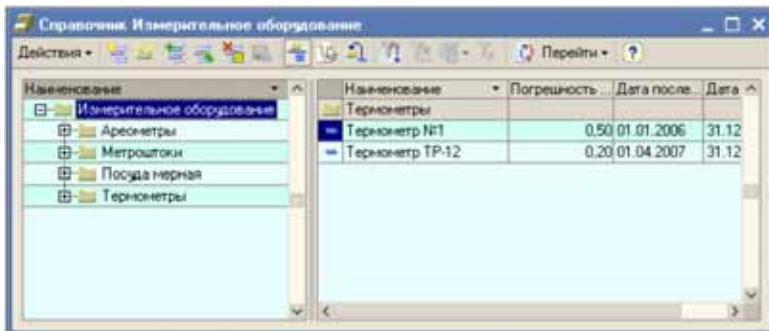 Справочник Измерительное оборудование
Действия Перейти ?
Наименование
Измерительное оборудование
Ареометры
Метроштоки
Посуда мерная
Термометры
Наименование Погрешность ... Дата после... Дата
Термометры
Термометр №1 0,50 01.01.2006 31.12
Термометр ТР-12 0,20 01.04.2007 31.12